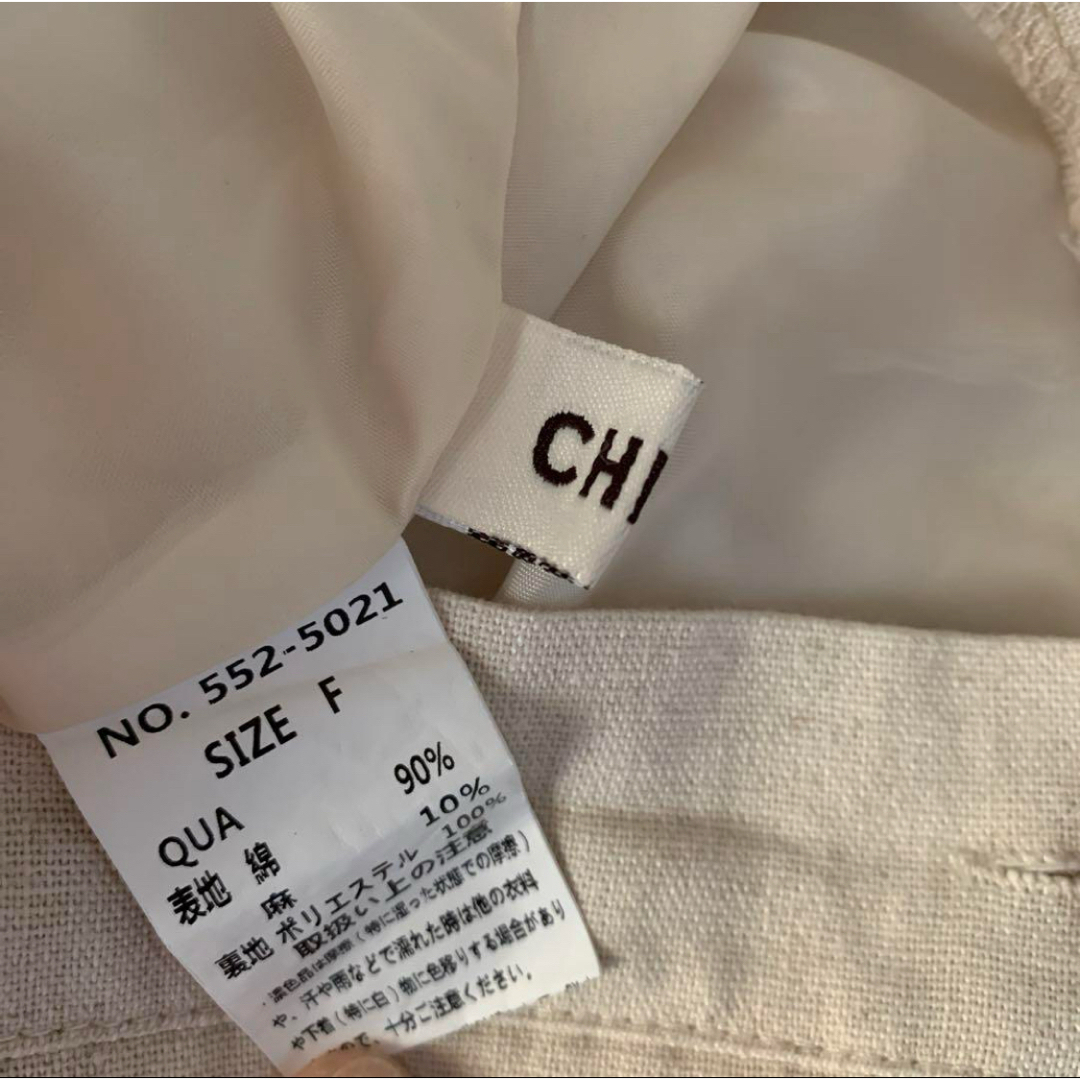 CHI
NO. 552-5021
SIZE F
QUA
表地 綿 90%
麻 10%
裏地 ポリエステル 100%
取扱い上の注意
・濃色品は摩擦(特に湿った状態での摩擦)
や、汗や雨などで濡れた時は他の衣料
や下着(特に白)物に色移りする場合があり
ので、十分ご注意ください。